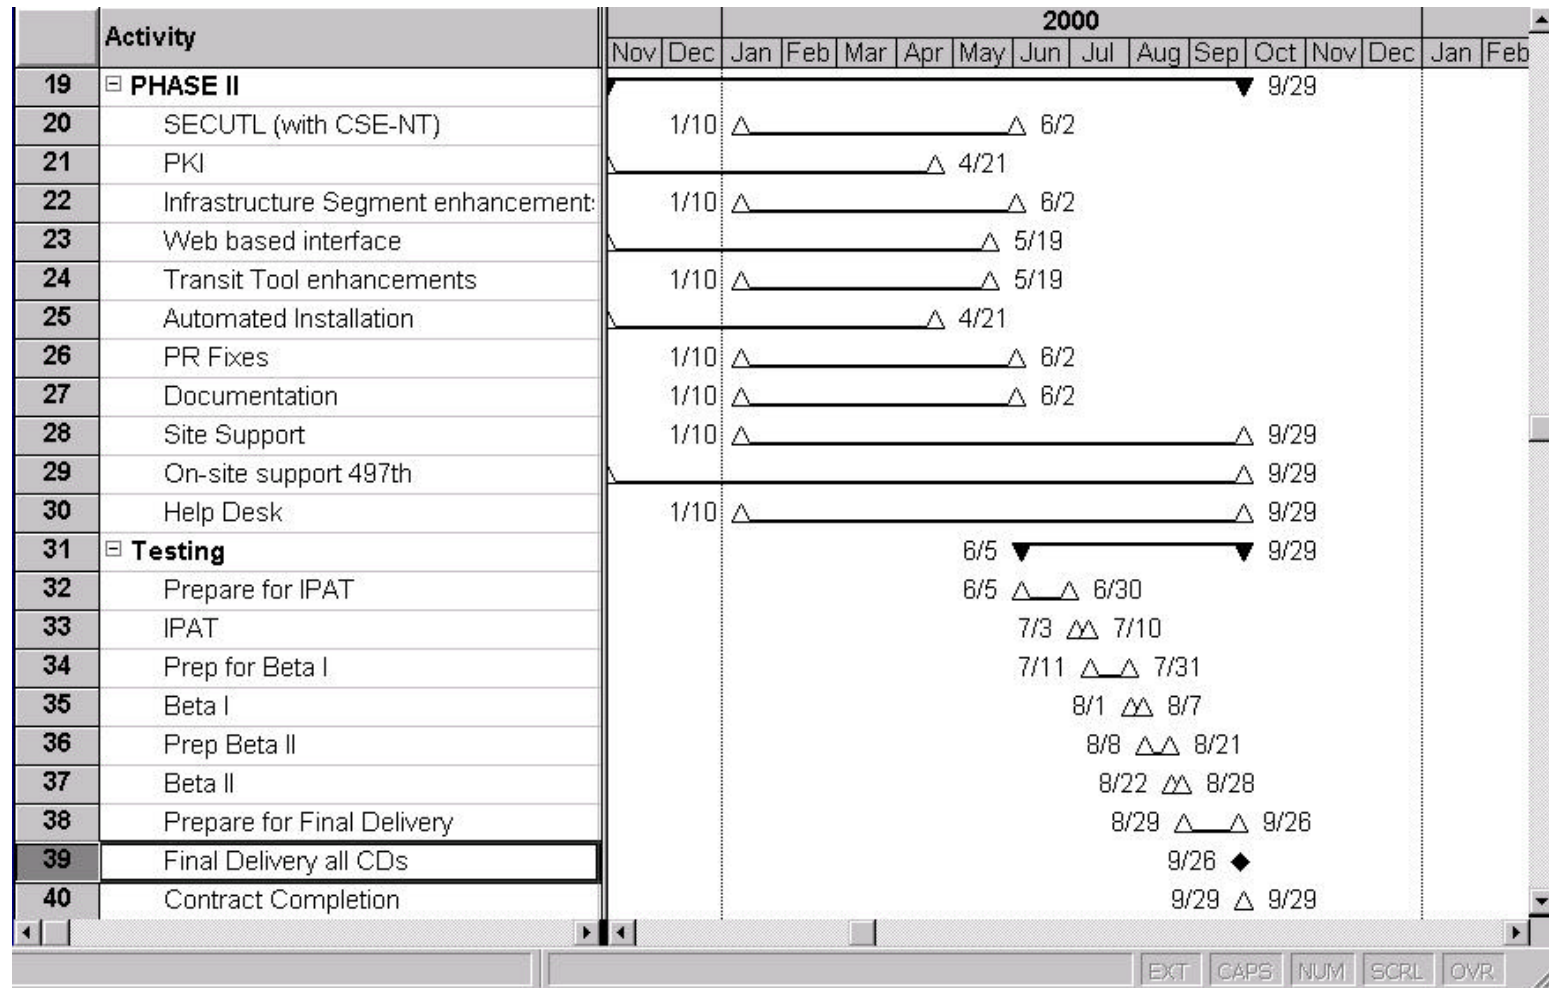 Activity
2000
Nov Dec Jan Feb Mar Apr May Jun Jul Aug Sep Oct Nov Dec Jan Feb
19 PHASE II 9/29
20 SECUTL (with CSE-NT) 1/10 6/2
21 PKI 4/21
22 Infrastructure Segment enhancement 1/10 6/2
23 Web based interface 5/19
24 Transit Tool enhancements 1/10 5/19
25 Automated Installation 4/21
26 PR Fixes 1/10 6/2
27 Documentation 1/10 6/2
28 Site Support 1/10 9/29
29 On-site support 497th 9/29
30 Help Desk 1/10 9/29
31 Testing 6/5 9/29
32 Prepare for IPAT 6/5 6/30
33 IPAT 7/3 7/10
34 Prep for Beta I 7/11 7/31
35 Beta I 8/1 8/7
36 Prep Beta II 8/8 8/21
37 Beta II 8/22 8/28
38 Prepare for Final Delivery 8/29 9/26
39 Final Delivery all CDs 9/26
40 Contract Completion 9/29 9/29
EXT CAPS NUM SCRL OVR